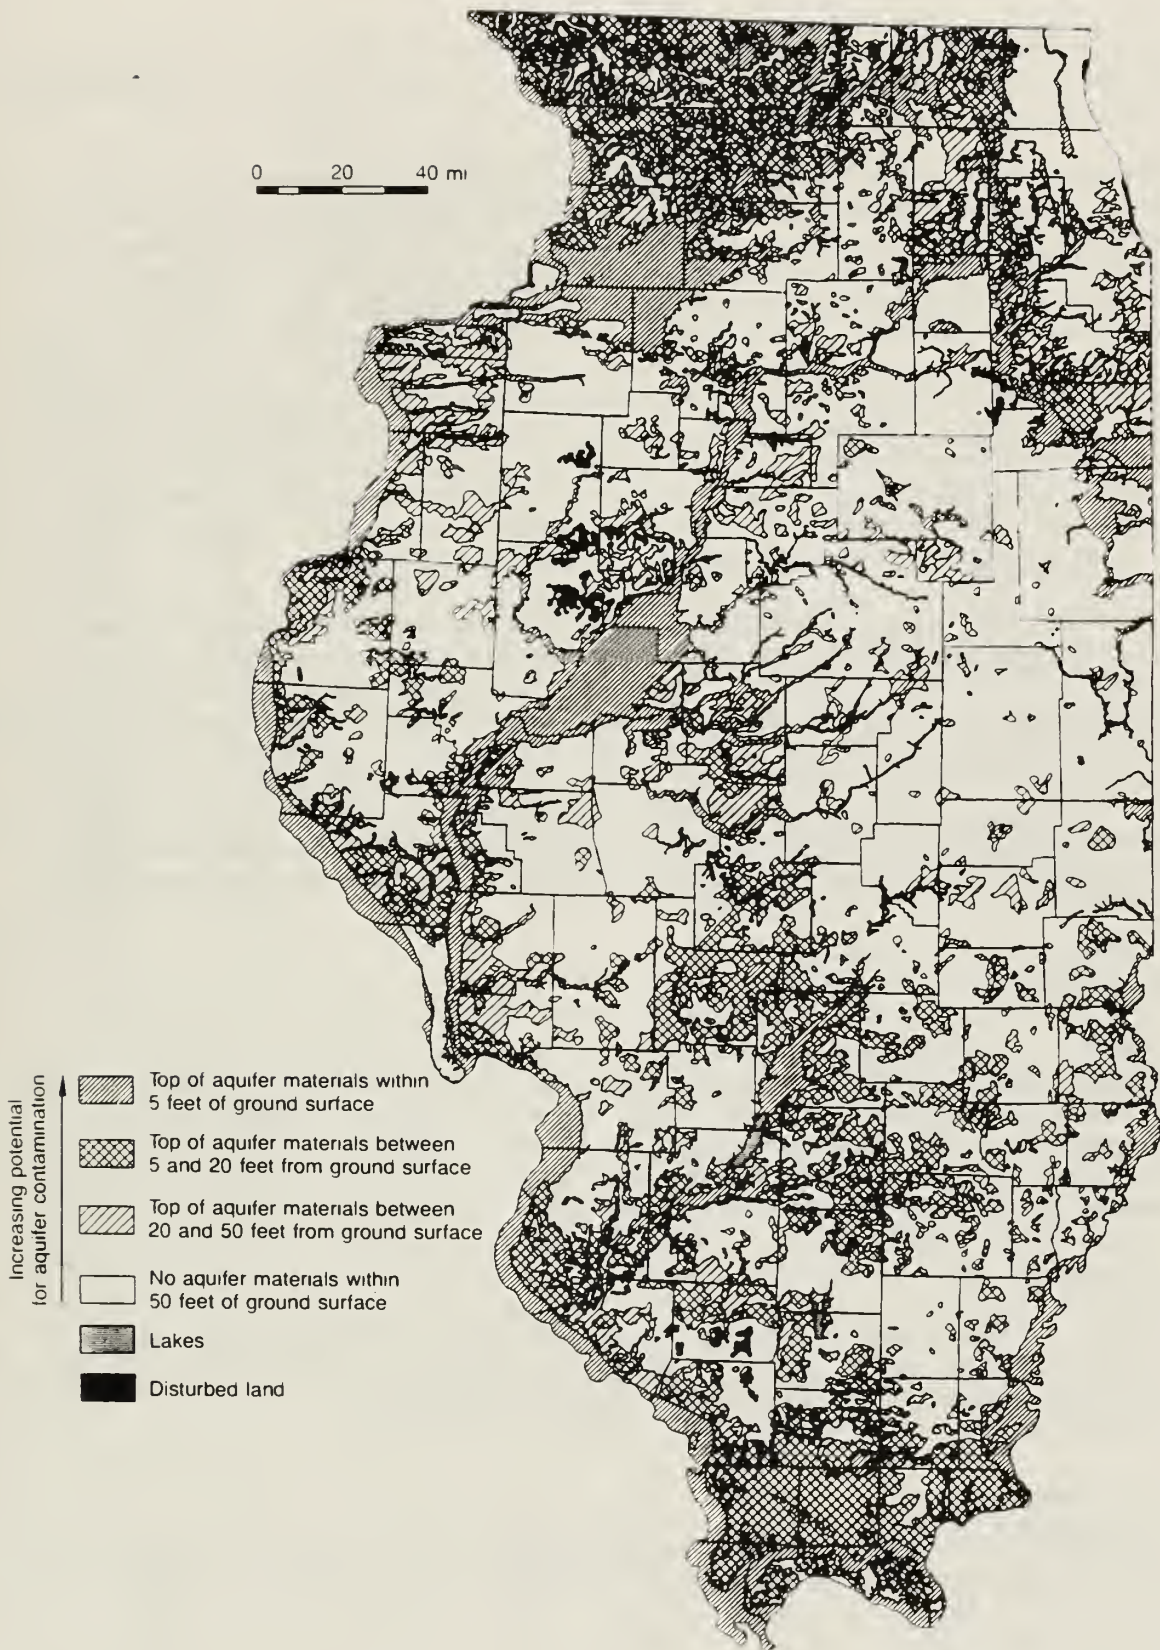 0 20 40 mi
Increasing potential
for aquifer contamination
Top of aquifer materials within
5 feet of ground surface
Top of aquifer materials between
5 and 20 feet from ground surface
Top of aquifer materials between
20 and 50 feet from ground surface
No aquifer materials within
50 feet of ground surface
Lakes
Disturbed land